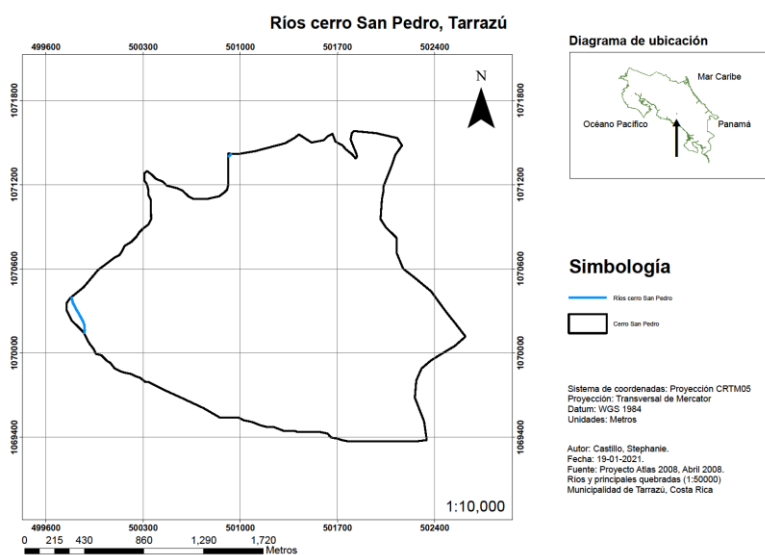 Ríos cerro San Pedro, Tarrazú
499600 500300 501000 501700 502400
1071800 1071800
1071200 1071200
1070600 1070600
1070000 1070000
1069400 1069400
N
1:10,000
499600 500300 501000 501700 502400
0 215 430 860 1,290 1,720
Metros
Diagrama de ubicación
Mar Caribe
Océano Pacífico
Panamá
Simbología
Ríos cerro San Pedro
Cerro San Pedro
Sistema de coordenadas: Proyección CRTM05
Proyección: Transversal de Mercator
Datum: WGS 1984
Unidades: Metros
Autor: Castillo, Stephanie.
Fecha: 19-01-2021.
Fuente: Proyecto Atlas 2008, Abril 2008.
Ríos y principales quebradas (1:50000)
Municipalidad de Tarrazú, Costa Rica